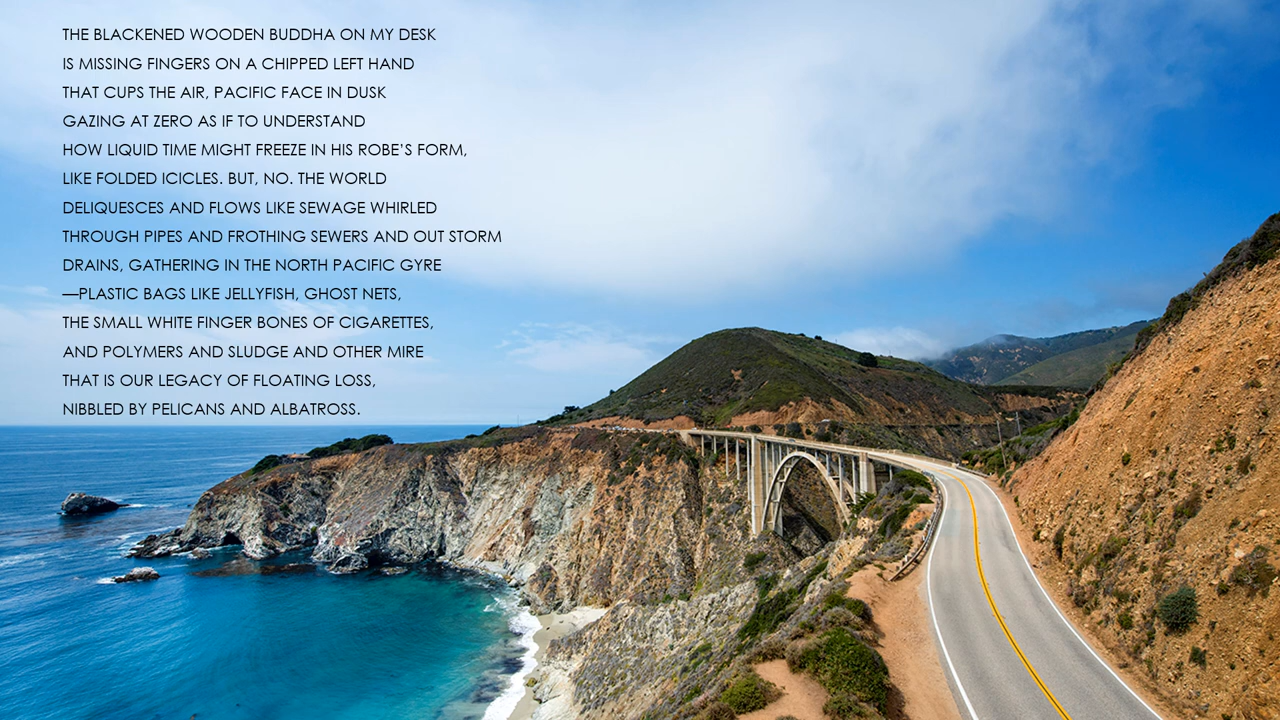 THE BLACKENED WOODEN BUDDHA ON MY DESK
IS MISSING FINGERS ON A CHIPPED LEFT HAND
THAT CUPS THE AIR, PACIFIC FACE IN DUSK
GAZING AT ZERO AS IF TO UNDERSTAND
HOW LIQUID TIME MIGHT FREEZE IN HIS ROBE’S FORM,
LIKE FOLDED ICICLES. BUT, NO. THE WORLD
DELIQUESCES AND FLOWS LIKE SEWAGE WHIRLED
THROUGH PIPES AND FROTHING SEWERS AND OUT STORM
DRAINS, GATHERING IN THE NORTH PACIFIC GYRE
—PLASTIC BAGS LIKE JELLYFISH, GHOST NETS,
THE SMALL WHITE FINGER BONES OF CIGARETTES,
AND POLYMERS AND SLUDGE AND OTHER MIRE
THAT IS OUR LEGACY OF FLOATING LOSS,
NIBBLED BY PELICANS AND ALBATROSS.